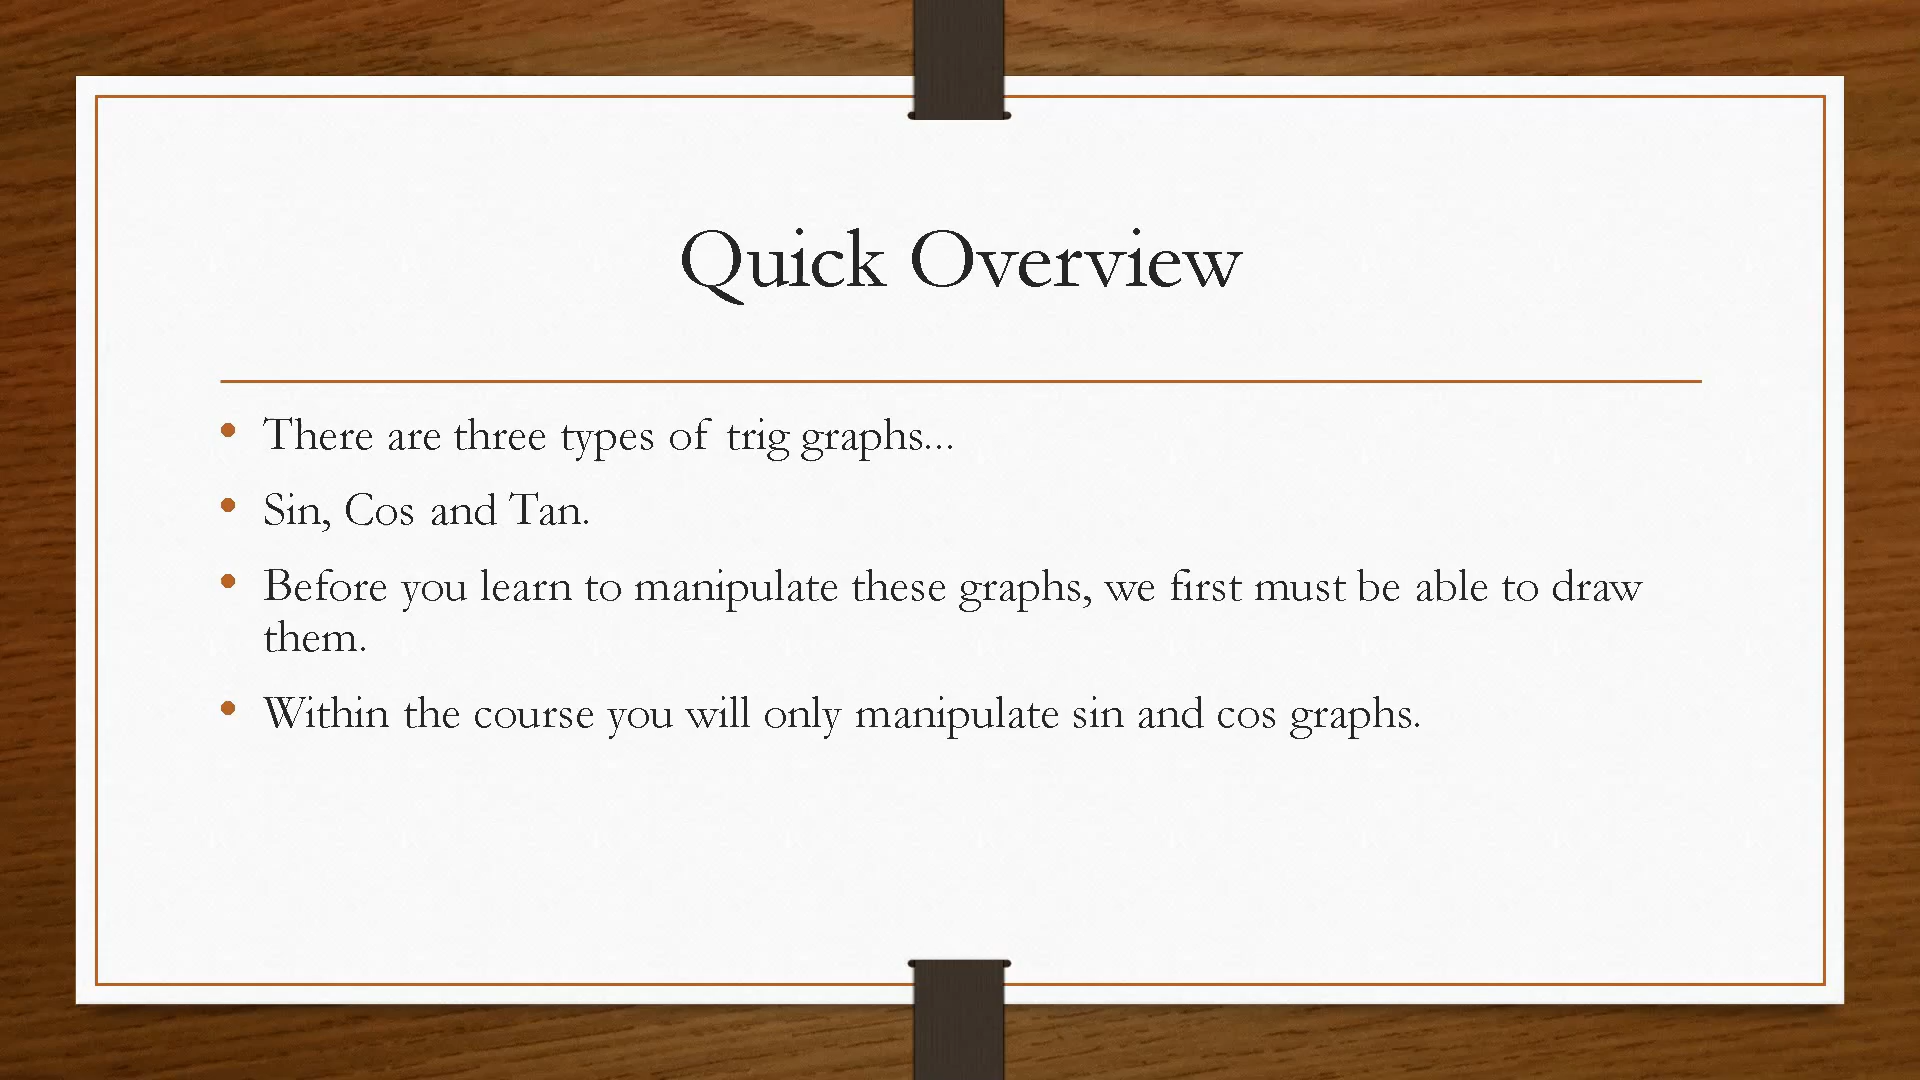 Quick Overview
• There are three types of trig graphs...
• Sin, Cos and Tan.
• Before you learn to manipulate these graphs, we first must be able to draw
them.
• Within the course you will only manipulate sin and cos graphs.